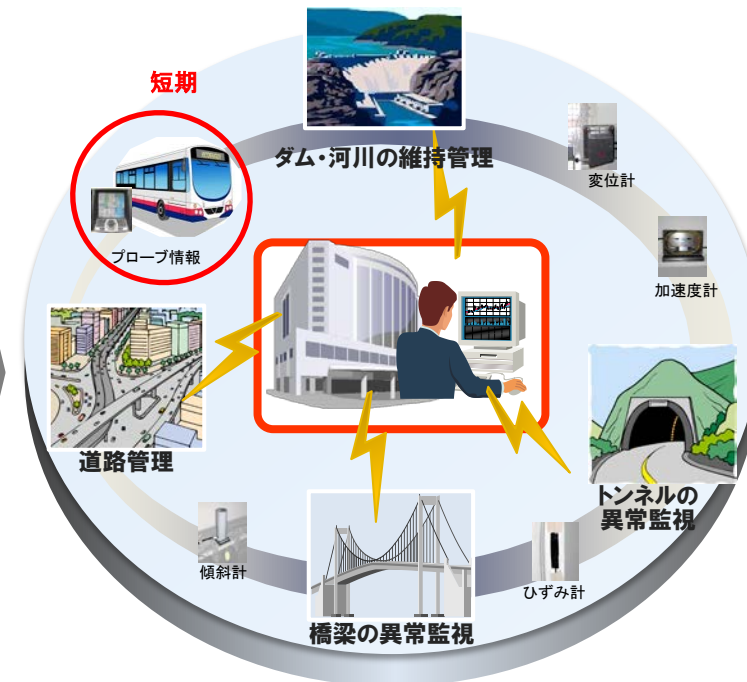 短期
ダム・河川の維持管理
変位計
プローブ情報
加速度計
道路管理
トンネルの
異常監視
傾斜計
ひずみ計
橋梁の異常監視